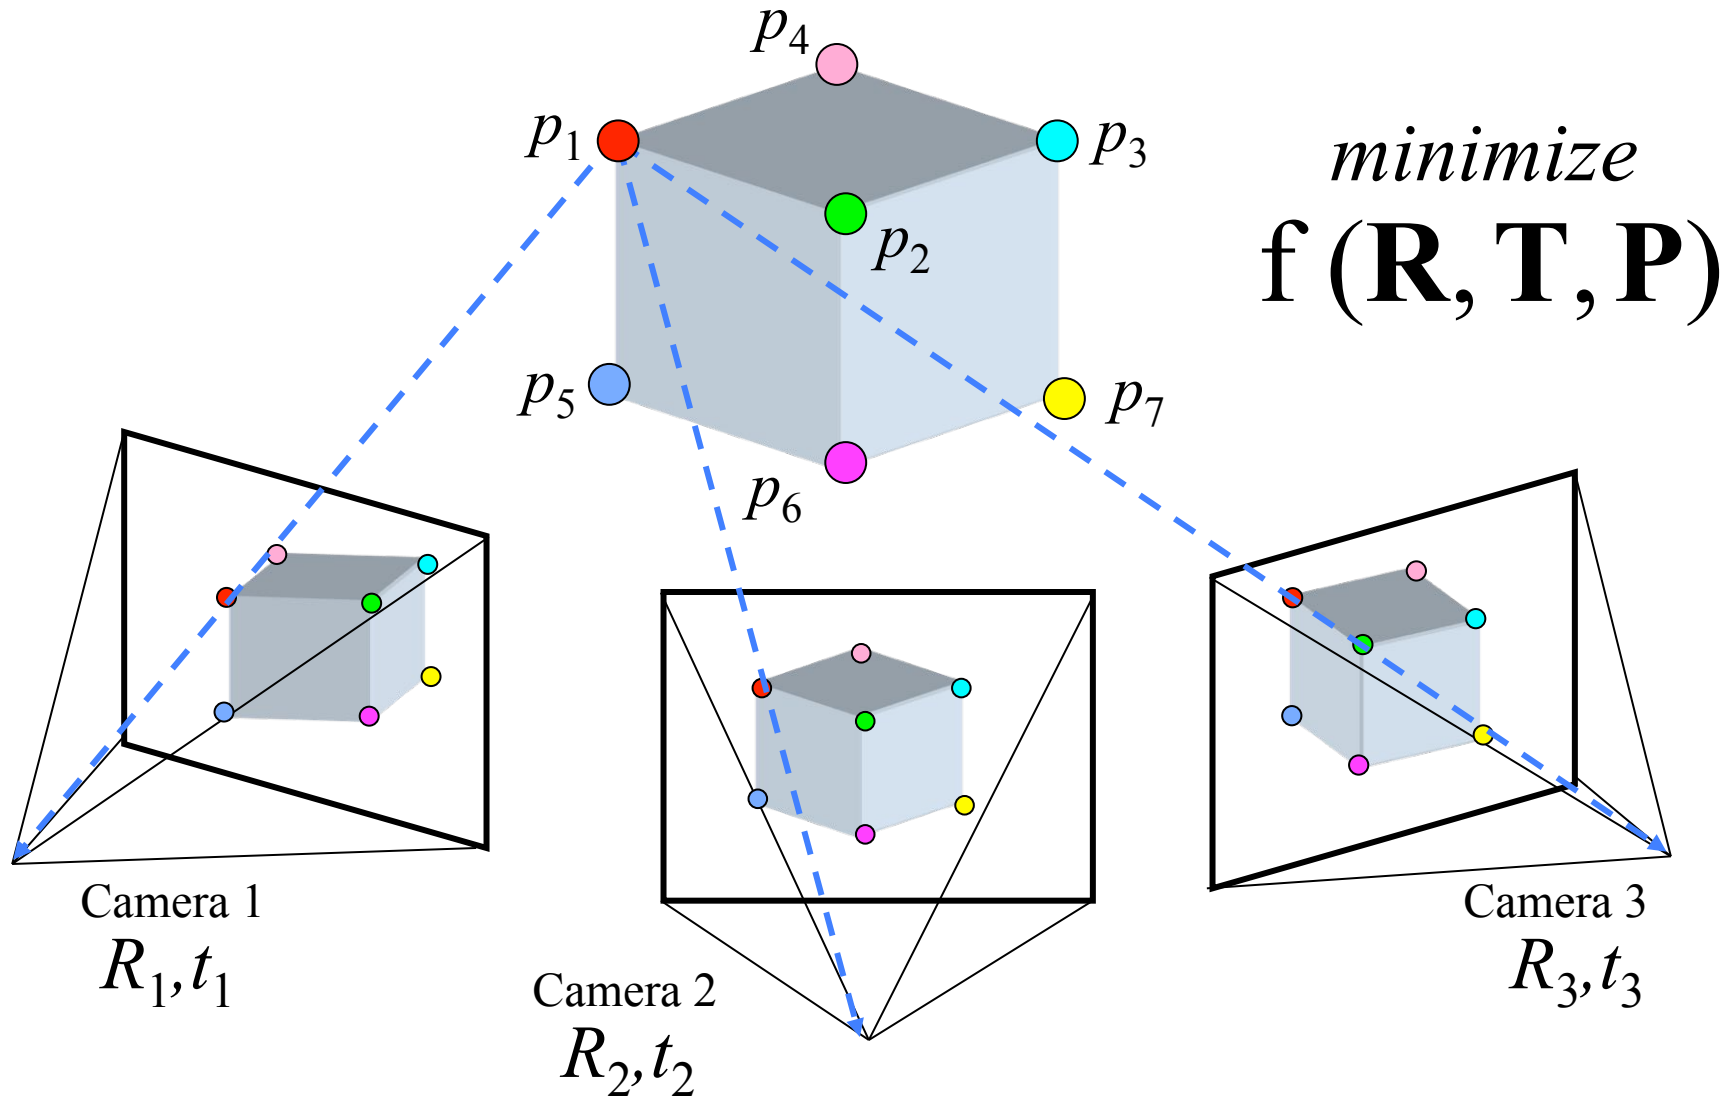 p4
p1
p3
minimize
f (R, T, P)
p2
p5
p7
p6
Camera 1
R1, t1
Camera 2
R2, t2
Camera 3
R3, t3